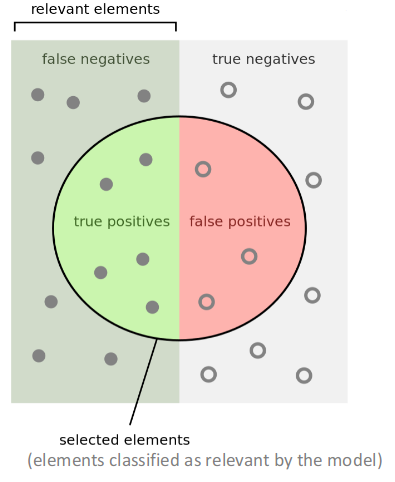 relevant elements
false negatives
true negatives
true positives
false positives
selected elements
(elements classified as relevant by the model)